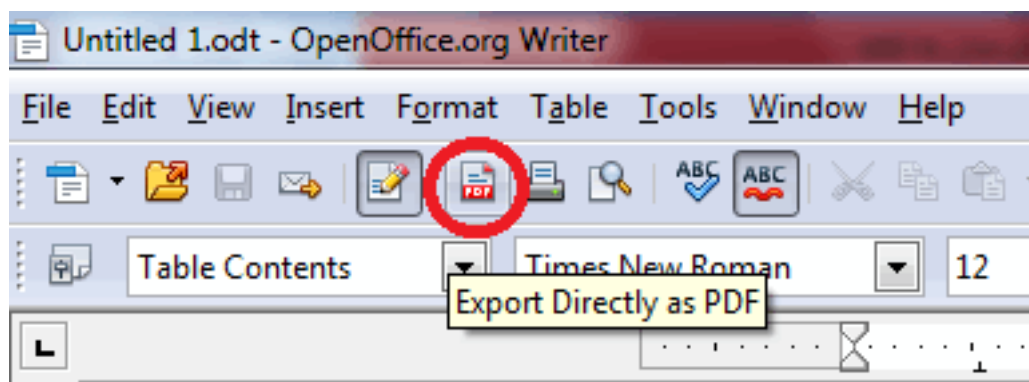 Untitled 1.odt - OpenOffice.org Writer
File Edit View Insert Format Table Tools Window Help
PDF ABC ABC
Table Contents Times New Roman 12
Export Directly as PDF